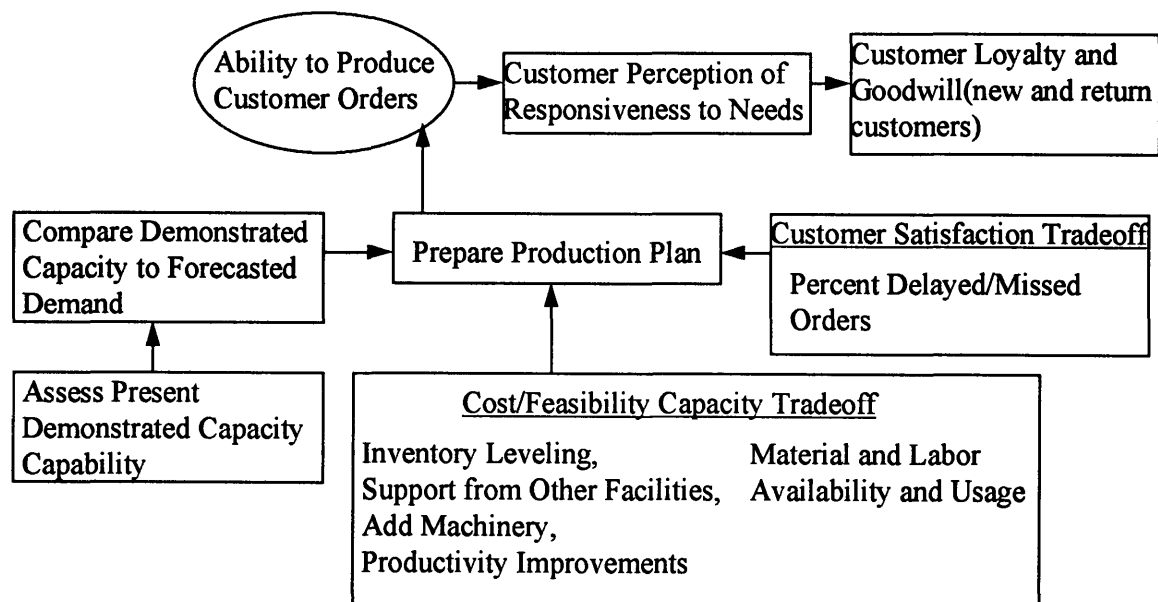 Ability to Produce
Customer Orders
Customer Perception of
Responsiveness to Needs
Customer Loyalty and
Goodwill(new and return
customers)
Compare Demonstrated
Capacity to Forecasted
Demand
Prepare Production Plan
Customer Satisfaction Tradeoff
Percent Delayed/Missed
Orders
Assess Present
Demonstrated Capacity
Capability
Cost/Feasibility Capacity Tradeoff
Inventory Leveling,
Support from Other Facilities,
Add Machinery,
Productivity Improvements
Material and Labor
Availability and Usage